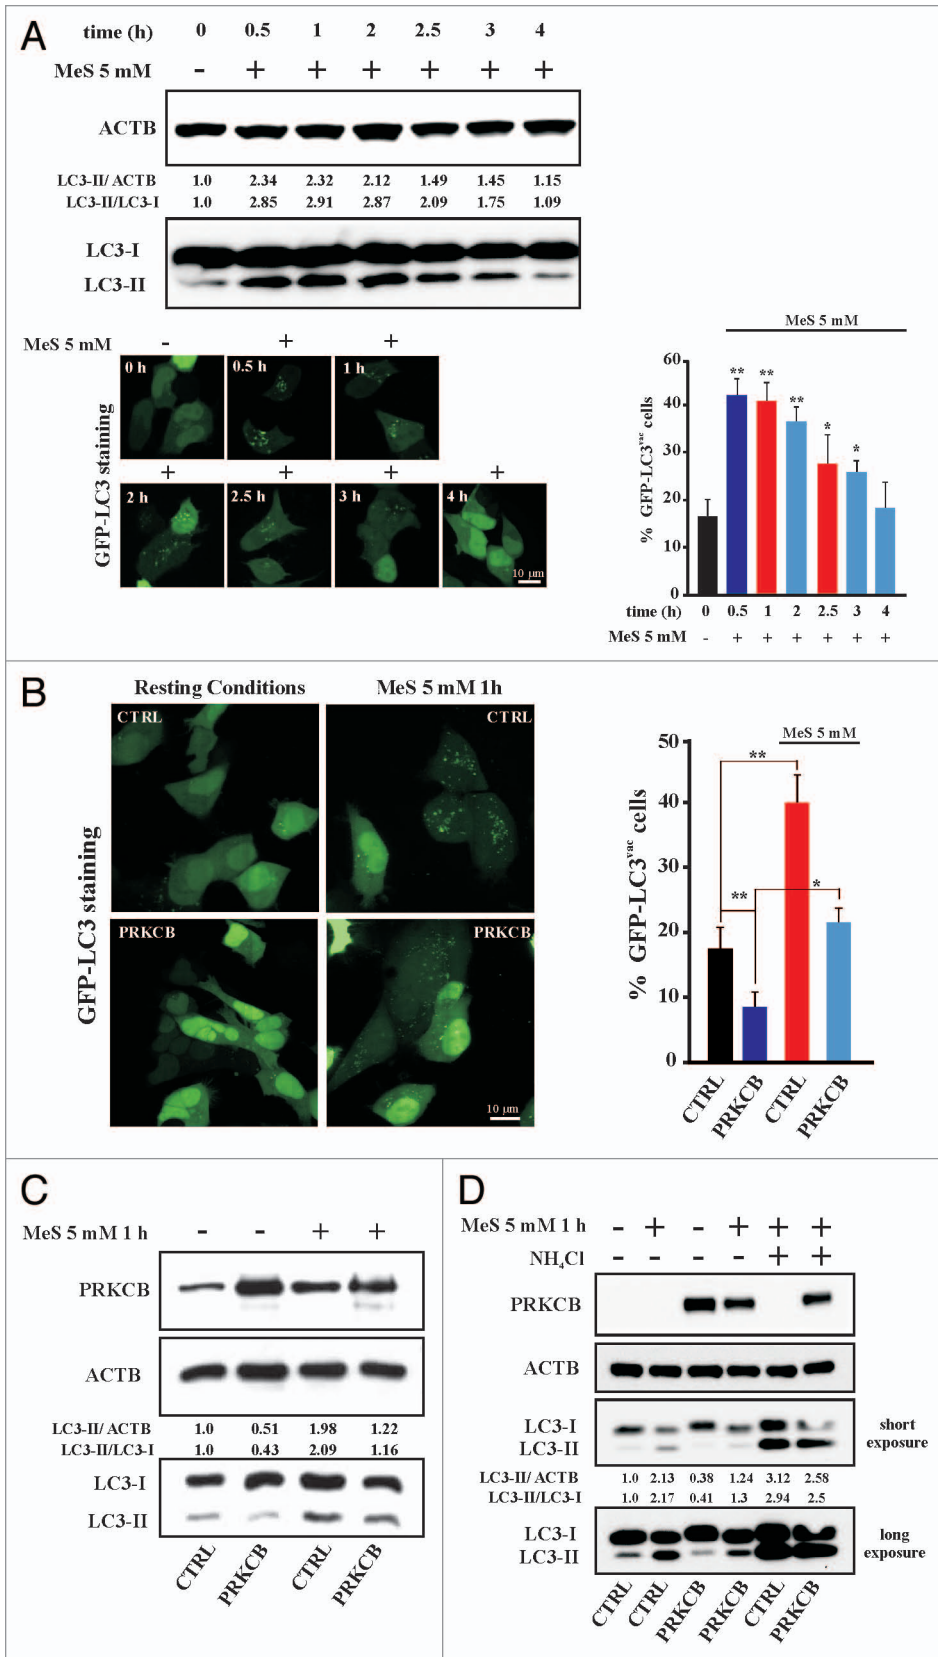 A
time (h) 0 0.5 1 2 2.5 3 4
MeS 5 mM - + + + + + +
ACTB
LC3-II/ ACTB 1.0 2.34 2.32 2.12 1.49 1.45 1.15
LC3-II/LC3-I 1.0 2.85 2.91 2.87 2.09 1.75 1.09
LC3-I
LC3-II
MeS 5 mM - + +
0 h 0.5 h 1 h
+ + + +
2 h 2.5 h 3 h 4 h
10 µm
GFP-LC3 staining
MeS 5 mM
60
40
30
20
10
0
% GFP-LC3vac cells
** ** ** * *
time (h) 0 0.5 1 2 2.5 3 4
MeS 5 mM - + + + + + +
B
Resting Conditions MeS 5 mM 1h
CTRL CTRL
PRKCB PRKCB
10 µm
GFP-LC3 staining
MeS 5 mM
50
40
30
20
10
0
% GFP-LC3vac cells
**
** *
CTRL PRKCB CTRL PRKCB
C
MeS 5 mM 1 h - - + +
PRKCB
ACTB
LC3-II/ ACTB 1.0 0.51 1.98 1.22
LC3-II/LC3-I 1.0 0.43 2.09 1.16
LC3-I
LC3-II
CTRL PRKCB CTRL PRKCB
D
MeS 5 mM 1 h - + - + + +
NH4Cl - - - - + +
PRKCB
ACTB
LC3-I
LC3-II
short exposure
LC3-II/ ACTB 1.0 2.13 0.38 1.24 3.12 2.58
LC3-II/LC3-I 1.0 2.17 0.41 1.3 2.94 2.5
LC3-I
LC3-II
long exposure
CTRL CTRL PRKCB PRKCB CTRL PRKCB